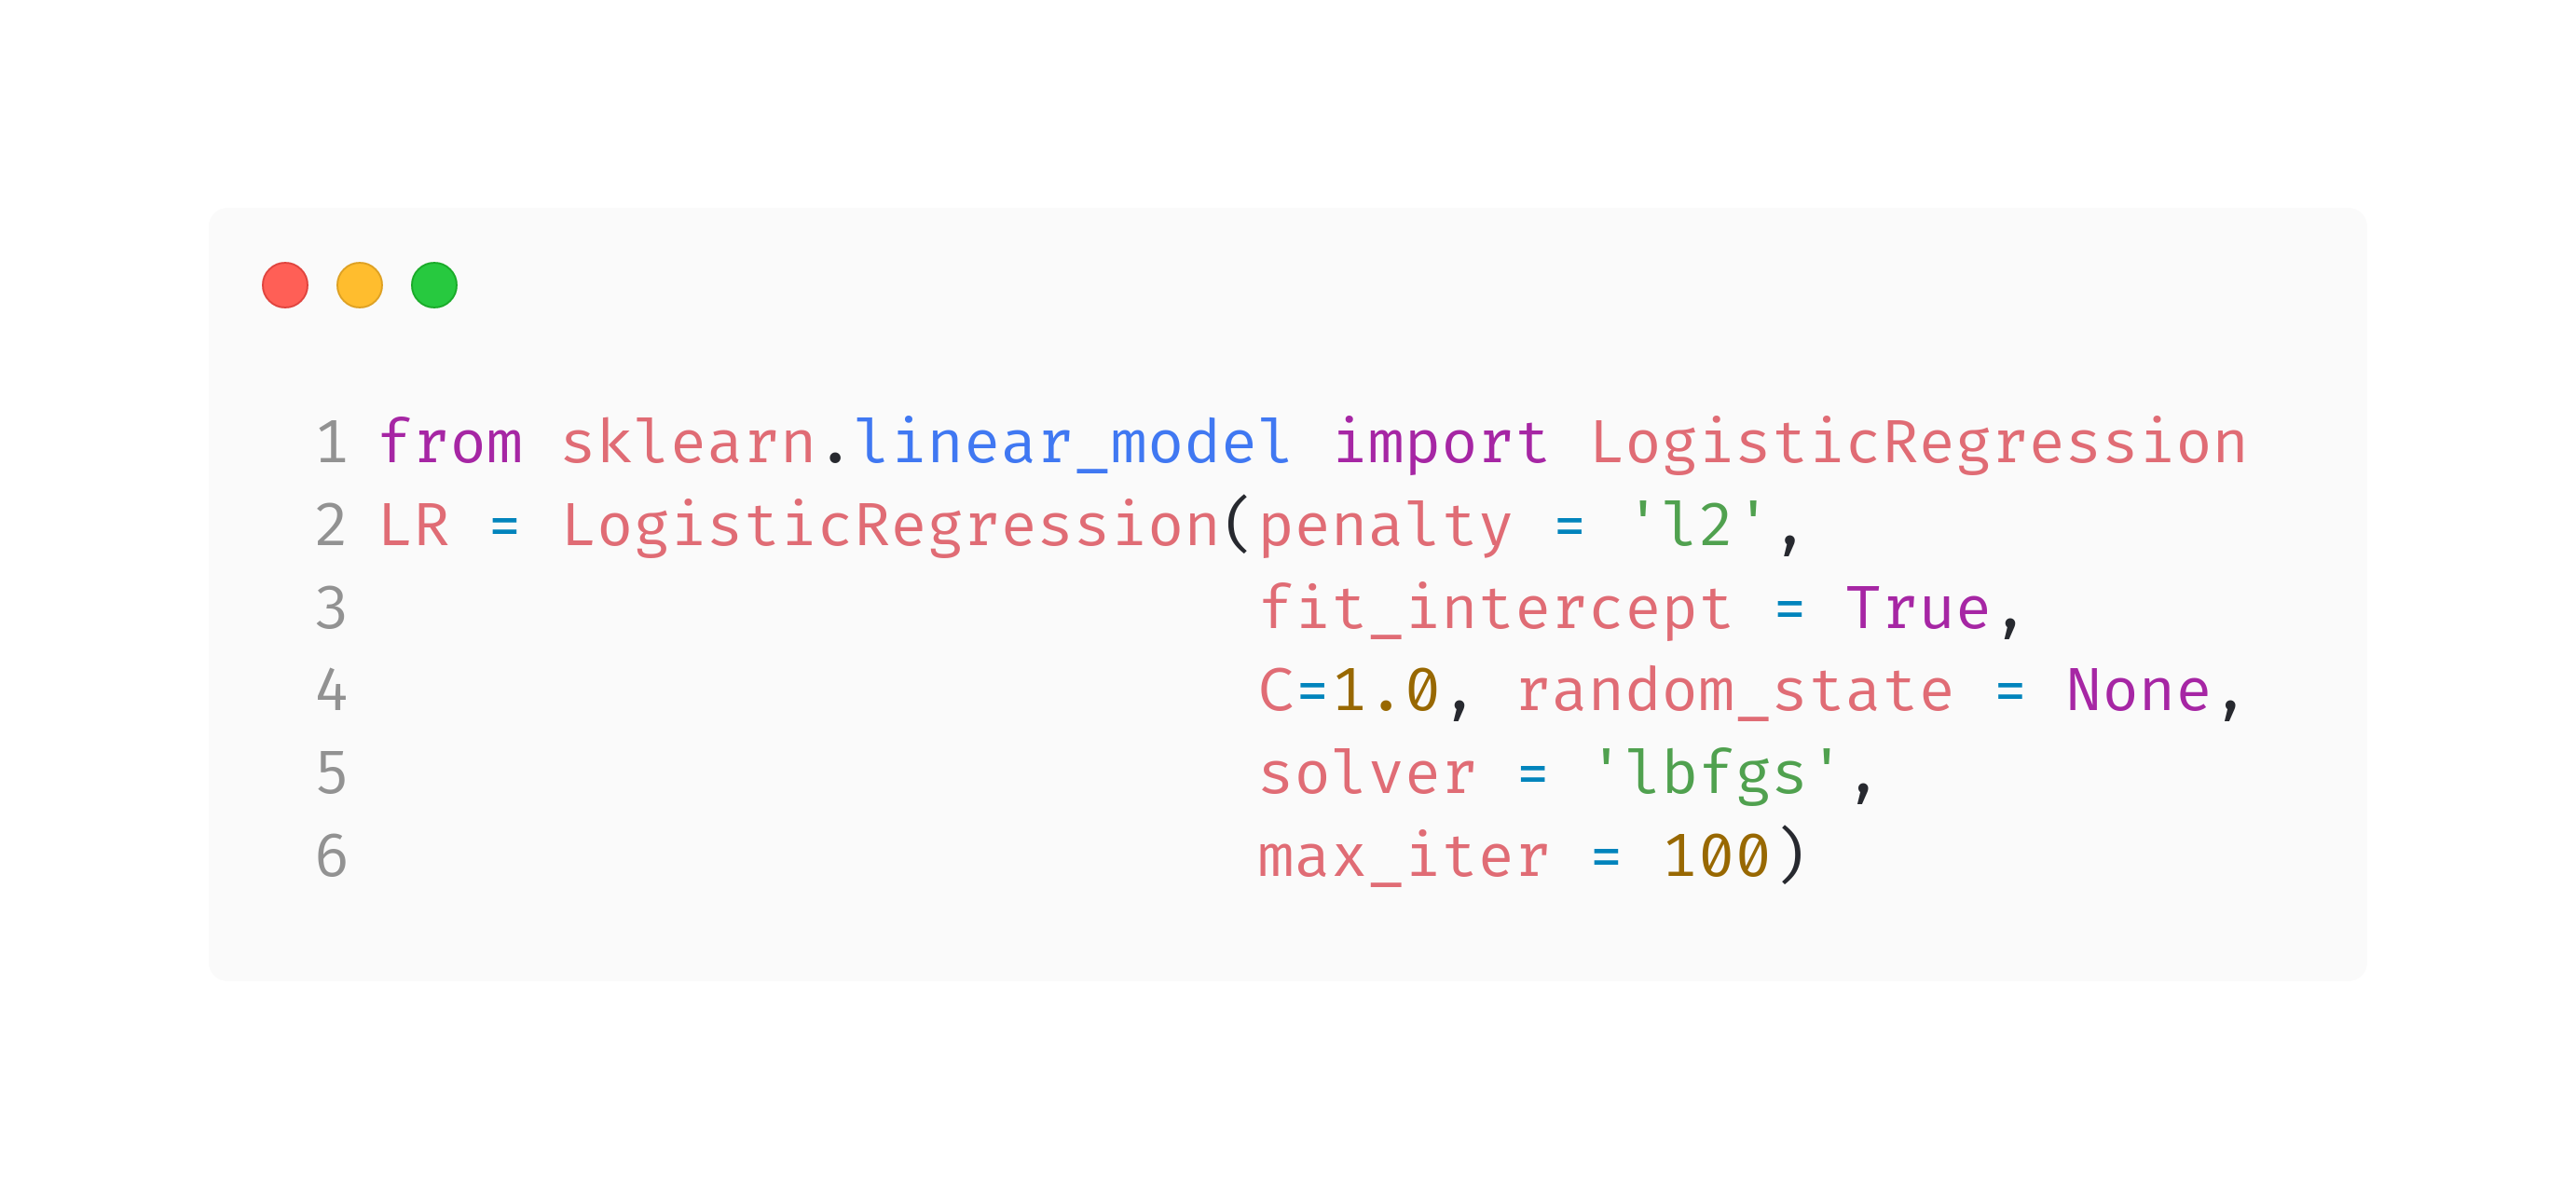 1 from sklearn.linear_model import LogisticRegression
2 LR = LogisticRegression(penalty = 'l2',
3                         fit_intercept = True,
4                         C=1.0, random_state = None,
5                         solver = 'lbfgs',
6                         max_iter = 100)